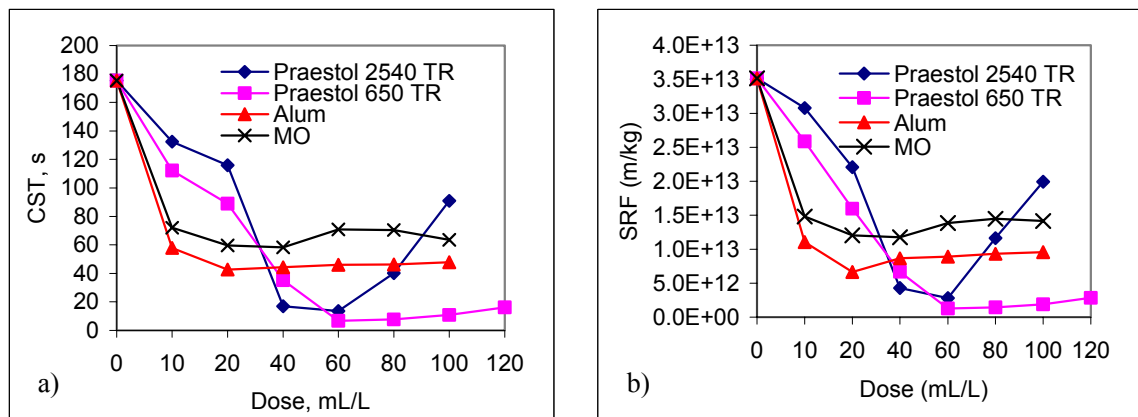 200
180
160
140
120
100
80
60
40
20
0
CST, s
Praestol 2540 TR
Praestol 650 TR
Alum
MO
0 10 20 40 60 80 100 120
Dose, mL/L
a)
4.0E+13
3.5E+13
3.0E+13
2.5E+13
2.0E+13
1.5E+13
1.0E+13
5.0E+12
0.0E+00
SRF (m/kg)
Praestol 2540 TR
Praestol 650 TR
Alum
MO
0 10 20 40 60 80 100 120
Dose (mL/L)
b)